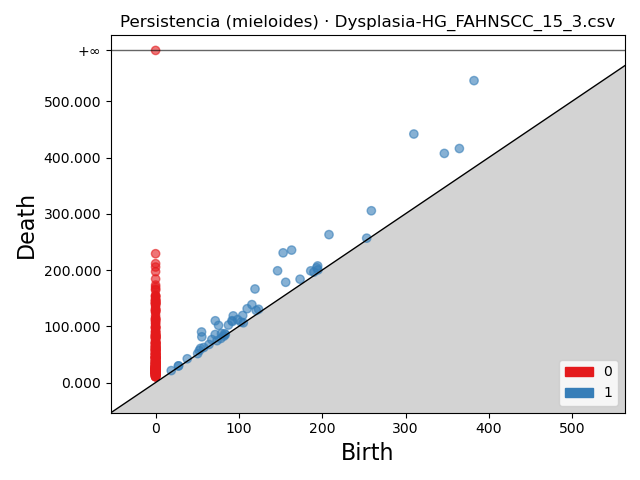 Persistencia (mieloides) · Dysplasia-HG_FAHNSCC_15_3.csv
+∞
500.000
400.000
300.000
200.000
100.000
0.000
Death
0
1
0 100 200 300 400 500
Birth